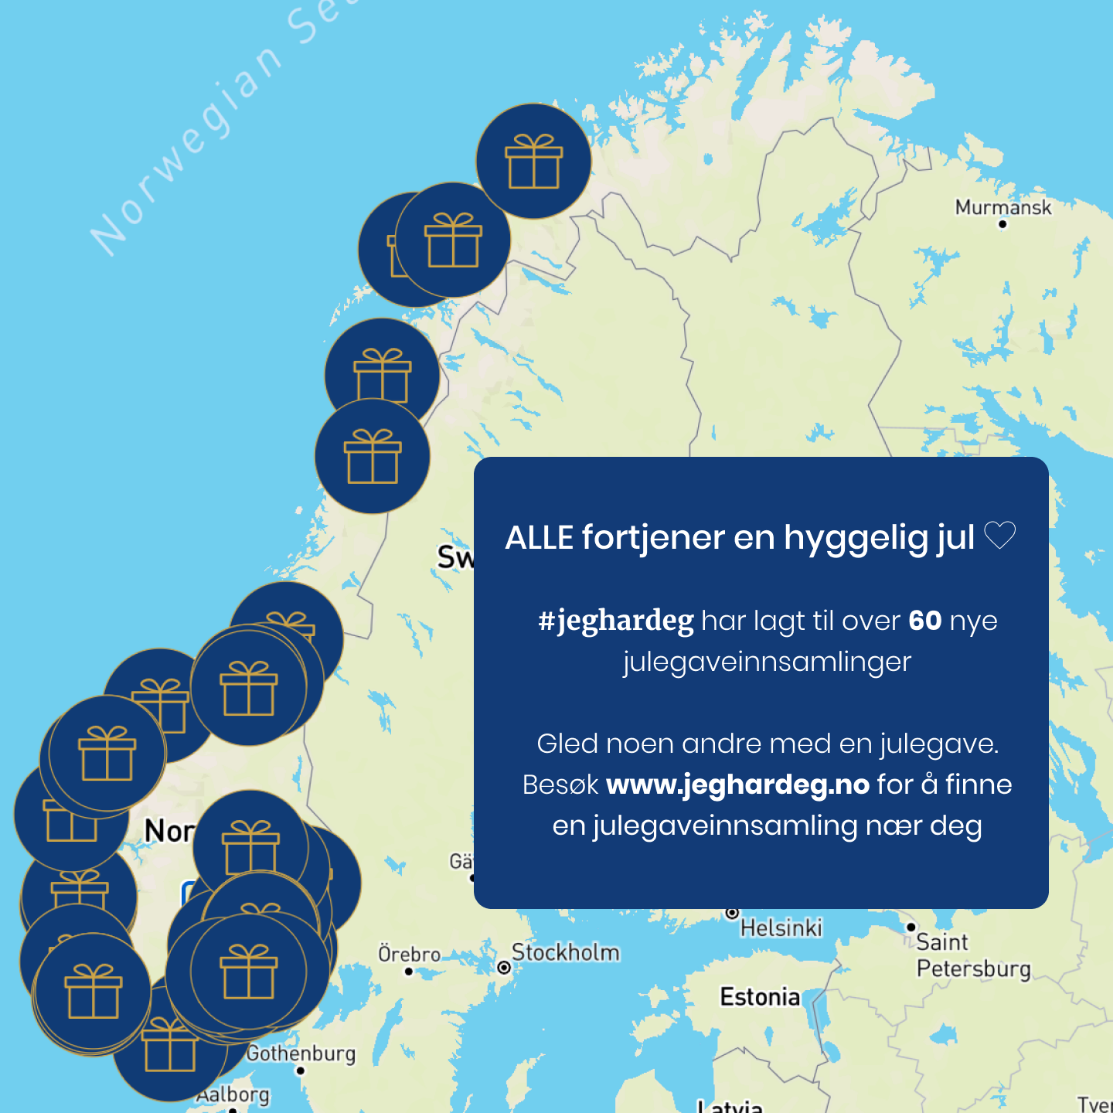 Norwegian Se
Murmansk
Sw
ALLE fortjener en hyggelig jul ♡
#jeghardeg har lagt til over 60 nye
julegaveinnsamlinger
Gled noen andre med en julegave.
Besøk www.jeghardeg.no for å finne
en julegaveinnsamling nær deg
Nor
Gä
Helsinki
Örebro
Stockholm
Saint
Petersburg
Estonia
Gothenburg
Aalborg
Latvia
Tver